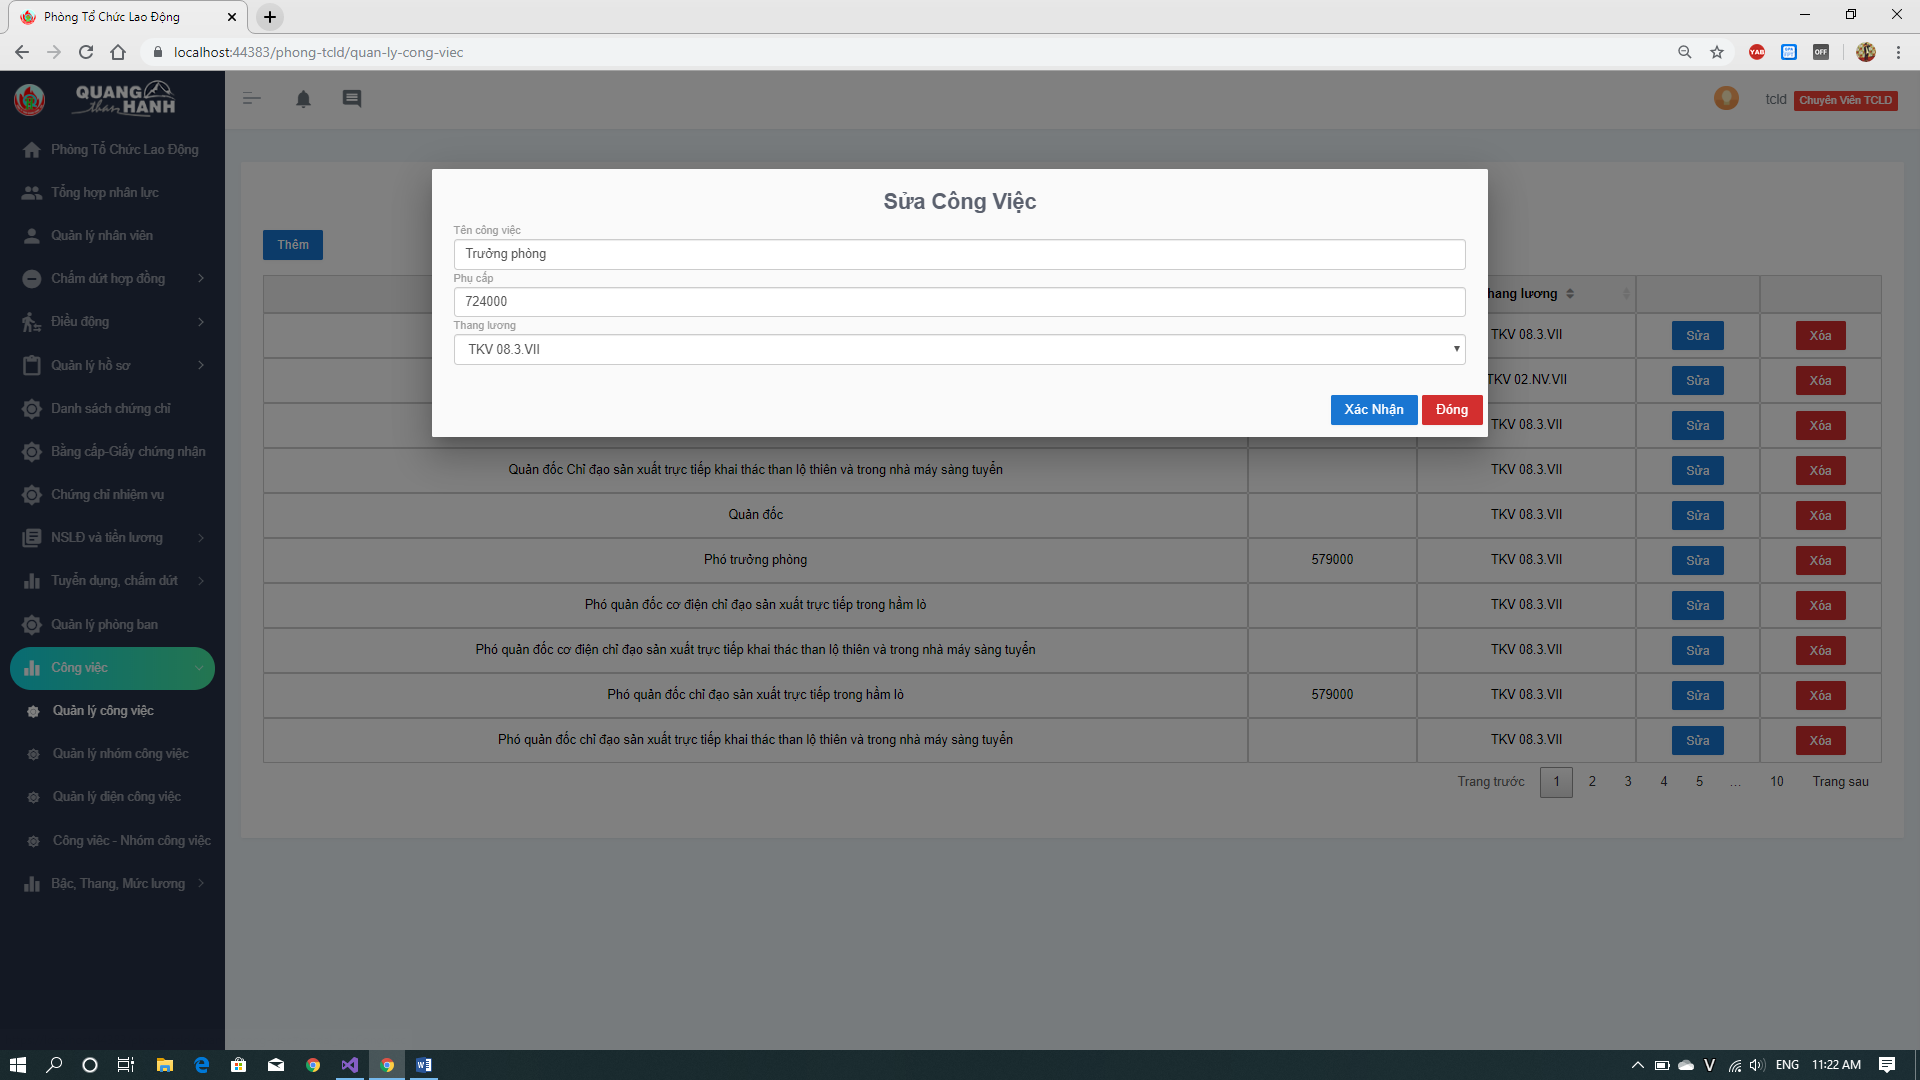 Phòng Tổ Chức Lao Động
localhost:44383/phong-tcld/quan-ly-cong-viec
YAB
OFF
QUANG
than HANH
tcld Chuyên Viên TCLD
Phòng Tổ Chức Lao Động
Tổng hợp nhân lực
Quản lý nhân viên
Chấm dứt hợp đồng
Điều động
Quản lý hồ sơ
Danh sách chứng chỉ
Bằng cấp-Giấy chứng nhận
Chứng chỉ nhiệm vụ
NSLĐ và tiền lương
Tuyển dụng, chấm dứt
Quản lý phòng ban
Công việc
Quản lý công việc
Quản lý nhóm công việc
Quản lý diện công việc
Công việc - Nhóm công việc
Bậc, Thang, Mức lương
Sửa Công Việc
Tên công việc
Trưởng phòng
Phụ cấp
724000
Thang lương
TKV 08.3.VII
Xác Nhận Đóng
Thêm
hang lương
TKV 08.3.VII Sửa Xóa
TKV 02.NV.VII Sửa Xóa
TKV 08.3.VII Sửa Xóa
Quản đốc Chỉ đạo sản xuất trực tiếp khai thác than lộ thiên và trong nhà máy sàng tuyển TKV 08.3.VII Sửa Xóa
Quản đốc TKV 08.3.VII Sửa Xóa
Phó trưởng phòng 579000 TKV 08.3.VII Sửa Xóa
Phó quản đốc cơ điện chỉ đạo sản xuất trực tiếp trong hầm lò TKV 08.3.VII Sửa Xóa
Phó quản đốc cơ điện chỉ đạo sản xuất trực tiếp khai thác than lộ thiên và trong nhà máy sàng tuyển TKV 08.3.VII Sửa Xóa
Phó quản đốc chỉ đạo sản xuất trực tiếp trong hầm lò 579000 TKV 08.3.VII Sửa Xóa
Phó quản đốc chỉ đạo sản xuất trực tiếp khai thác than lộ thiên và trong nhà máy sàng tuyển TKV 08.3.VII Sửa Xóa
Trang trước 1 2 3 4 5 … 10 Trang sau
V ENG 11:22 AM